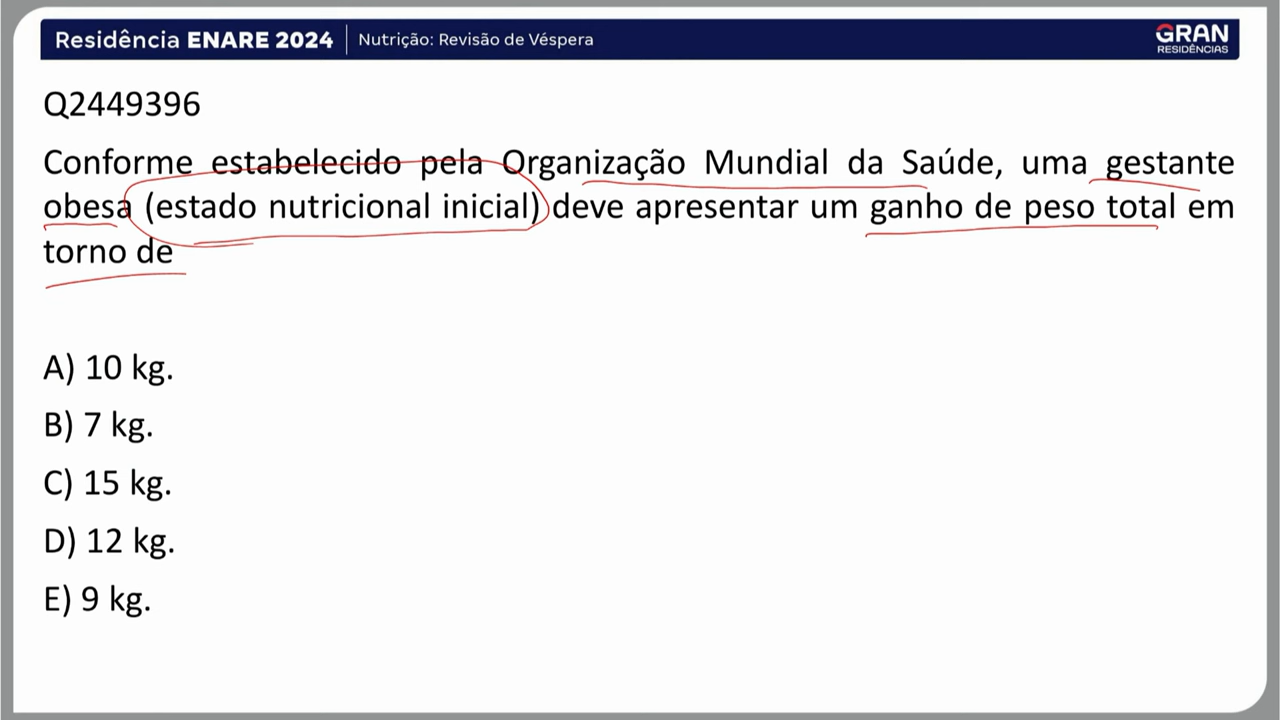 Residência ENARE 2024 | Nutrição: Revisão de Véspera
GRAN
RESIDÊNCIAS
Q2449396
Conforme estabelecido pela Organização Mundial da Saúde, uma gestante
obesa (estado nutricional inicial) deve apresentar um ganho de peso total em
torno de
A) 10 kg.
B) 7 kg.
C) 15 kg.
D) 12 kg.
E) 9 kg.